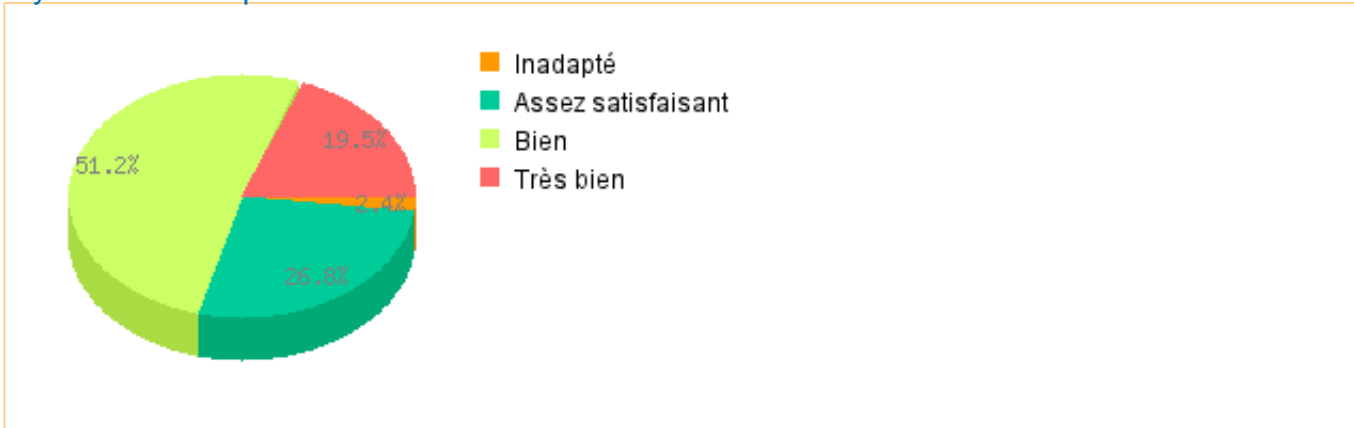 Inadapté
Assez satisfaisant
Bien
Très bien
19.5%
51.2%
2.4%
26.8%